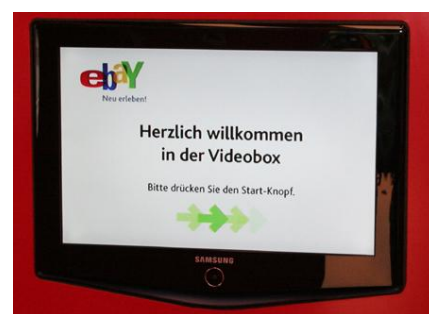 ebaY
Neu erleben!
Herzlich willkommen
in der Videobox
Bitte drücken Sie den Start-Knopf.
SAMSUNG